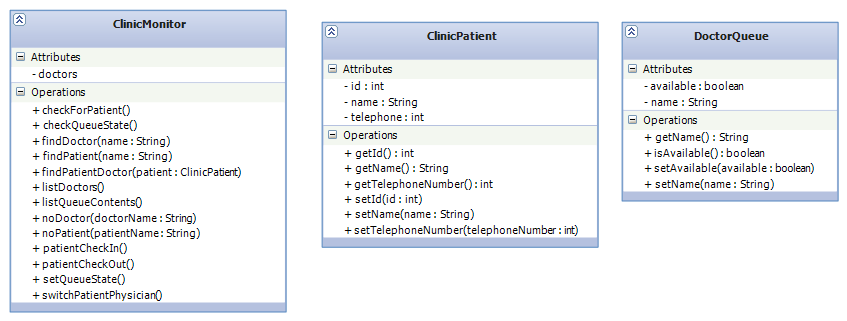 ClinicMonitor
Attributes
- doctors
Operations
+ checkForPatient()
+ checkQueueState()
+ findDoctor(name : String)
+ findPatient(name : String)
+ findPatientDoctor(patient : ClinicPatient)
+ listDoctors()
+ listQueueContents()
+ noDoctor(doctorName : String)
+ noPatient(patientName : String)
+ patientCheckIn()
+ patientCheckOut()
+ setQueueState()
+ switchPatientPhysician()
ClinicPatient
Attributes
- id : int
- name : String
- telephone : int
Operations
+ getId() : int
+ getName() : String
+ getTelephoneNumber() : int
+ setId(id : int)
+ setName(name : String)
+ setTelephoneNumber(telephoneNumber : int)
DoctorQueue
Attributes
- available : boolean
- name : String
Operations
+ getName() : String
+ isAvailable() : boolean
+ setAvailable(available : boolean)
+ setName(name : String)